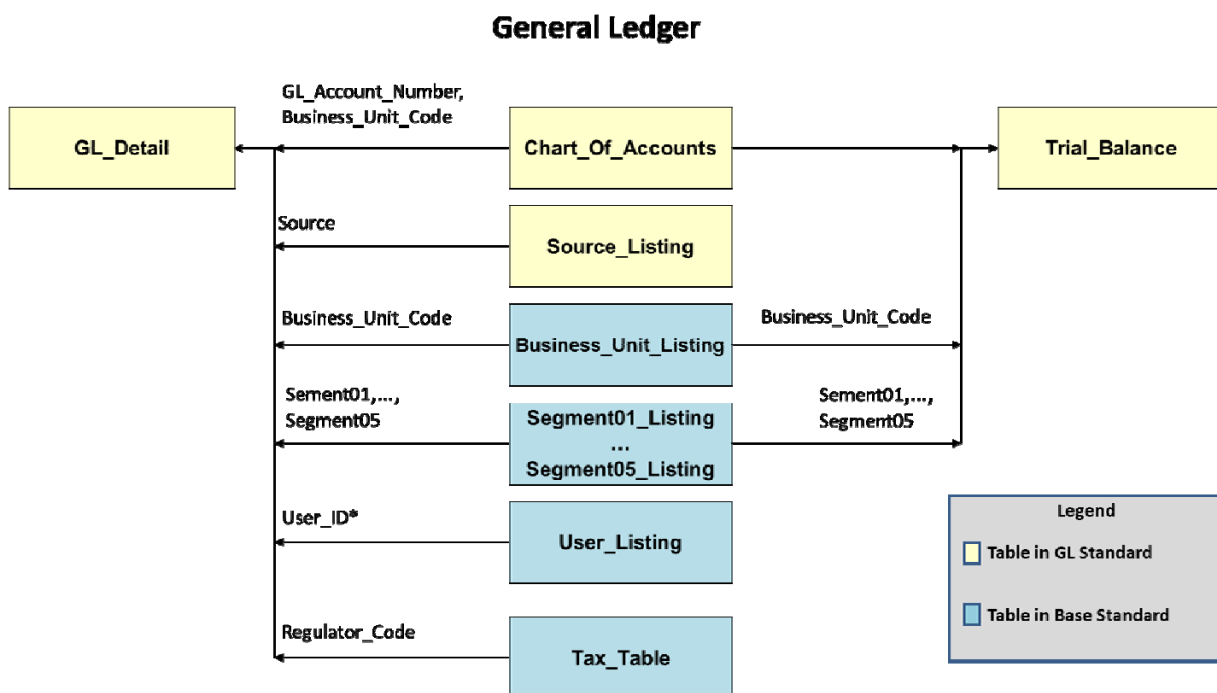 General Ledger
GL_Account_Number,
Business_Unit_Code
GL_Detail
Chart_Of_Accounts
Trial_Balance
Source
Source_Listing
Business_Unit_Code
Business_Unit_Listing
Business_Unit_Code
Sement01,...,
Segment05
Segment01_Listing
...
Segment05_Listing
Sement01,...,
Segment05
User_ID*
User_Listing
Regulator_Code
Tax_Table
Legend
Table in GL Standard
Table in Base Standard